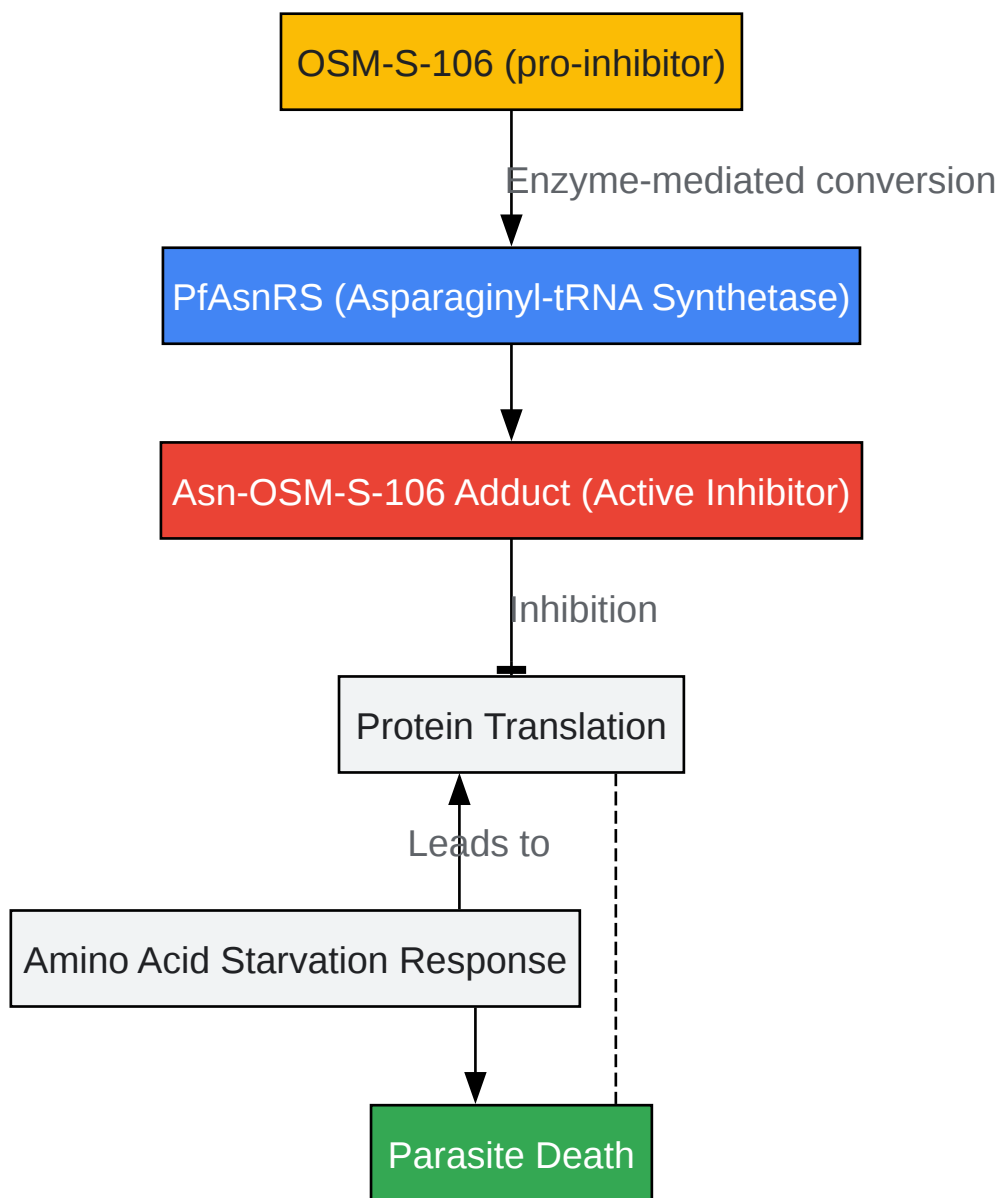 OSM-S-106 (pro-inhibitor)
Enzyme-mediated conversion
PfAsnRS (Asparaginyl-tRNA Synthetase)
Asn-OSM-S-106 Adduct (Active Inhibitor)
Inhibition
Protein Translation
Leads to
Amino Acid Starvation Response
Parasite Death